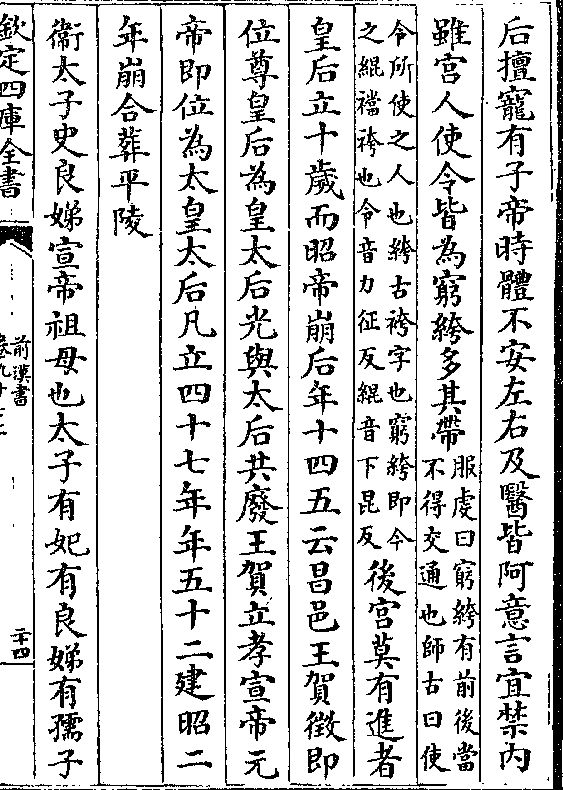 后擅寵有子帝時體不安左右及醫皆阿意言宜禁内
雖宫人使令皆為窮絝多其帶
服虔曰窮絝有前後當
不得交通也師古曰使
令所使之人也絝古袴字也窮絝即今
之緄襠袴也令音力征反緄音下昆反
後宫莫有進者
皇后立十歲而昭帝崩后年十四五云昌邑王賀徵即
位尊皇后為皇太后光與太后共廢王賀立孝宣帝元
帝即位為太皇太后凡立四十七年年五十二建昭二
年崩合葬平陵
衞太子史良娣宣帝祖母也太子有妃有良娣有孺子
欽定四庫全書
前漢書
卷九十
二十四